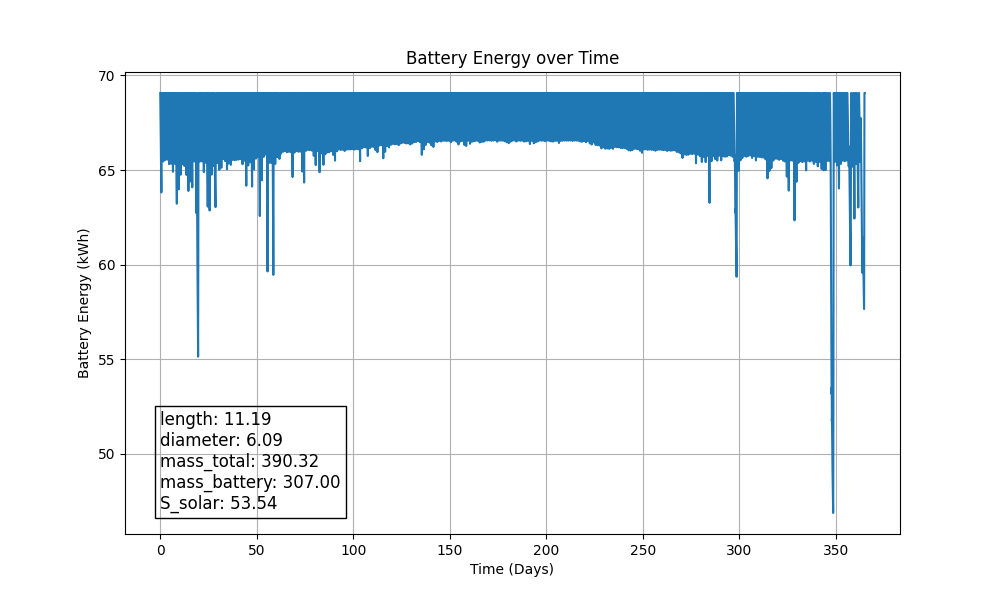 Battery Energy over Time
Battery Energy (kWh)
70
65
60
55
50
length: 11.19
diameter: 6.09
mass_total: 390.32
mass_battery: 307.00
S_solar: 53.54
0 50 100 150 200 250 300 350
Time (Days)